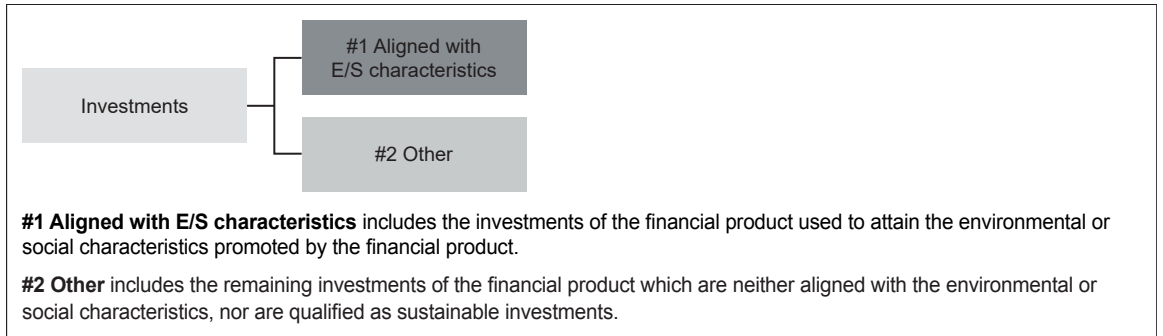 #1 Aligned with
E/S characteristics
Investments
#2 Other
#1 Aligned with E/S characteristics includes the investments of the financial product used to attain the environmental or
social characteristics promoted by the financial product.
#2 Other includes the remaining investments of the financial product which are neither aligned with the environmental or
social characteristics, nor are qualified as sustainable investments.